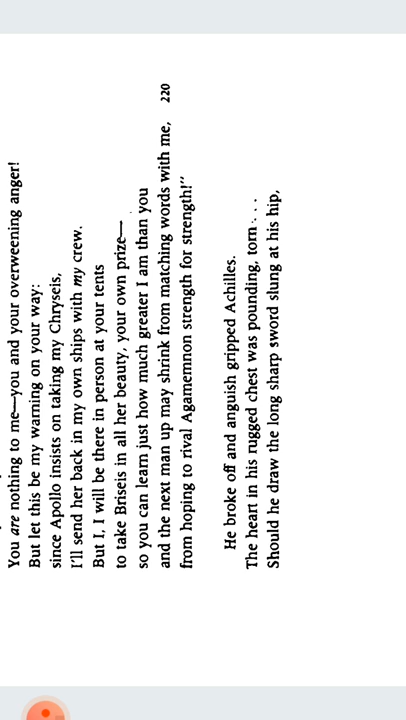 You are nothing to me—you and your overweening anger!
But let this be my warning on your way:
since Apollo insists on taking my Chryseis,
I'll send her back in my own ships with my crew.
But I, I will be there in person at your tents
to take Briseis in all her beauty, your own prize—
so you can learn just how much greater I am than you
and the next man up may shrink from matching words with me, 220
from hoping to rival Agamemnon strength for strength!"
He broke off and anguish gripped Achilles.
The heart in his rugged chest was pounding, torn . . .
Should he draw the long sharp sword slung at his hip,